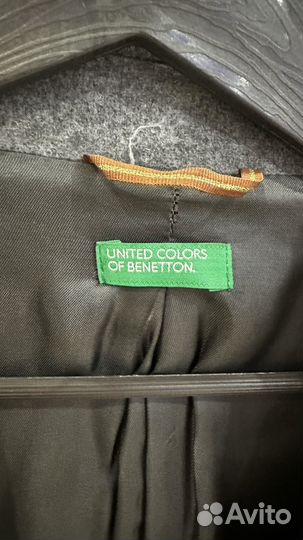 UNITED COLORS
OF BENETTON.
Avito